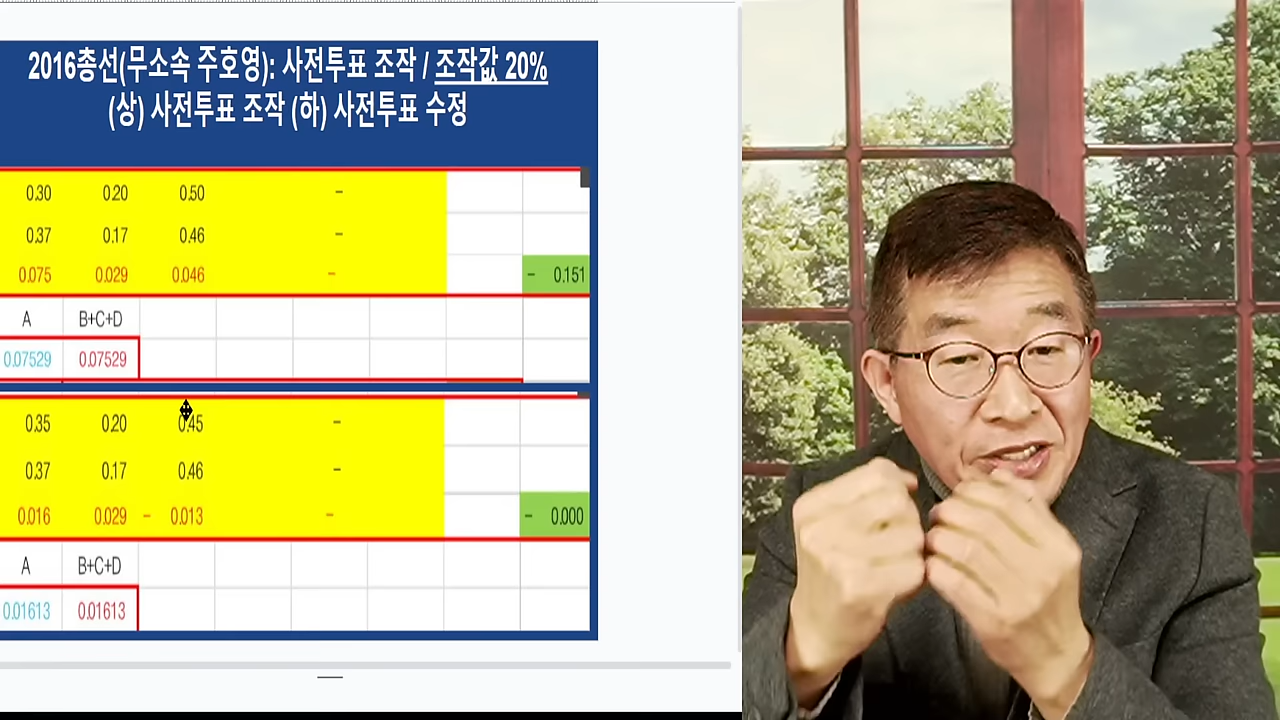 2016총선(무소속 주호영): 사전투표 조작 / 조작값 20%
(상) 사전투표 조작 (하) 사전투표 수정
0.30 0.20 0.50 -
0.37 0.17 0.46 -
0.075 0.029 0.046 - - 0.151
A B+C+D
0.07529 0.07529
0.35 0.20 0.45 -
0.37 0.17 0.46 -
0.016 0.029 - 0.013 - - 0.000
A B+C+D
0.01613 0.01613